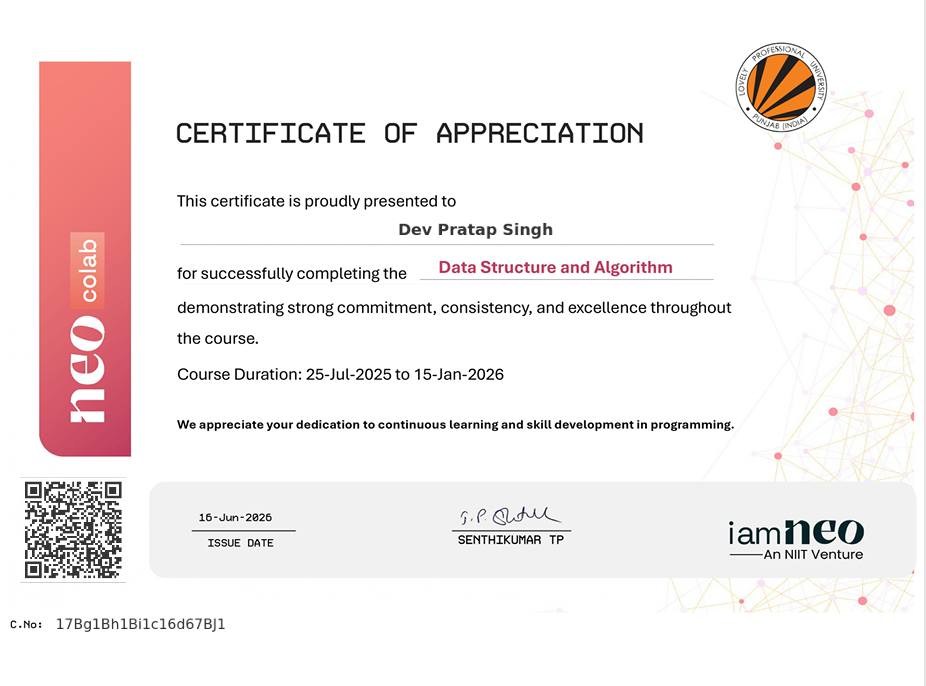 LOVELY PROFESSIONAL UNIVERSITY
PUNJAB (INDIA)
CERTIFICATE OF APPRECIATION
This certificate is proudly presented to
Dev Pratap Singh
for successfully completing the Data Structure and Algorithm
demonstrating strong commitment, consistency, and excellence throughout
the course.
Course Duration: 25-Jul-2025 to 15-Jan-2026
We appreciate your dedication to continuous learning and skill development in programming.
neo colab
16-Jun-2026
ISSUE DATE
SENTHIKUMAR TP
iamneo
An NIIT Venture
C.No: 17Bg1Bh1Bi1c16d67BJ1